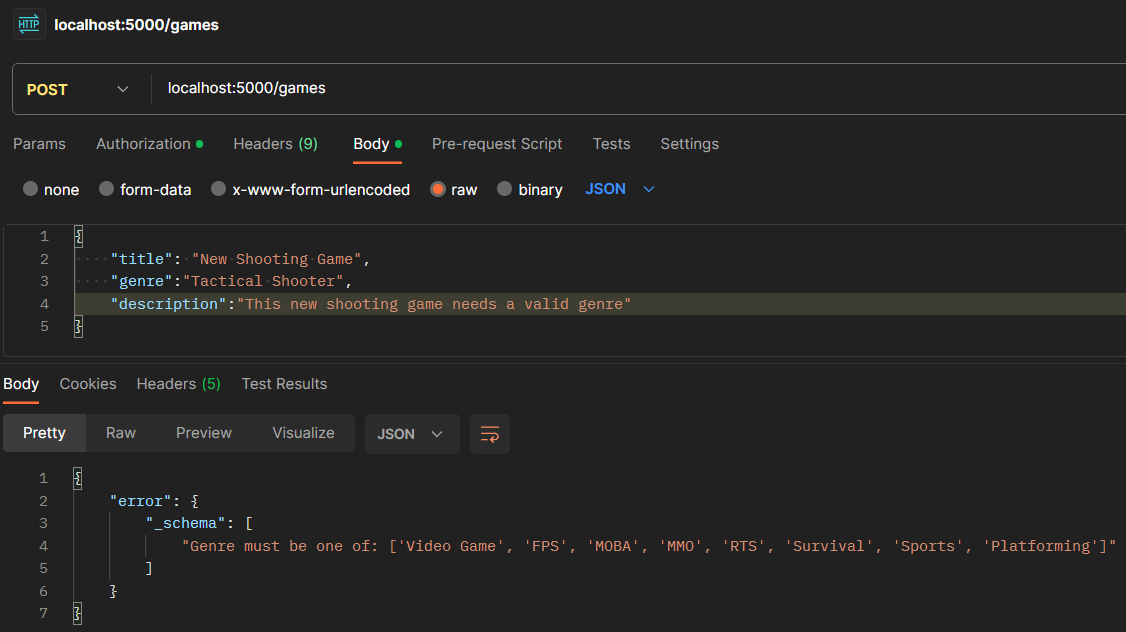 HTTP localhost:5000/games
POST localhost:5000/games
Params Authorization Headers (9) Body Pre-request Script Tests Settings
none form-data x-www-form-urlencoded raw binary JSON
1 {
2 "title": "New Shooting Game",
3 "genre":"Tactical Shooter",
4 "description":"This new shooting game needs a valid genre"
5 }
Body Cookies Headers (5) Test Results
Pretty Raw Preview Visualize JSON
1 {
2 "error": {
3 "_schema": [
4 "Genre must be one of: ['Video Game', 'FPS', 'MOBA', 'MMO', 'RTS', 'Survival', 'Sports', 'Platforming']"
5 ]
6 }
7 }